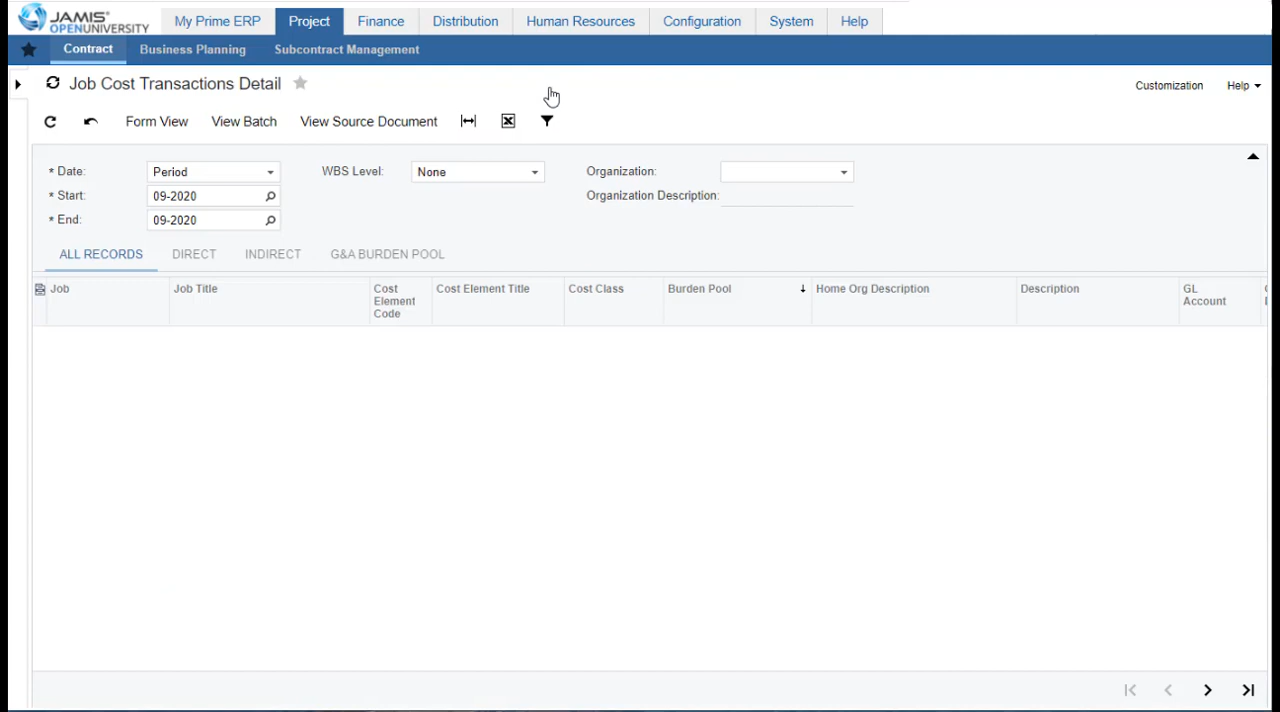 JAMIS®
OPENUNIVERSITY
My Prime ERP Project Finance Distribution Human Resources Configuration System Help
Contract Business Planning Subcontract Management
Job Cost Transactions Detail
Customization Help
Form View View Batch View Source Document
* Date: Period WBS Level: None Organization:
* Start: 09-2020 Organization Description:
* End: 09-2020
ALL RECORDS DIRECT INDIRECT G&A BURDEN POOL
Job Job Title Cost Element Code Cost Element Title Cost Class Burden Pool Home Org Description Description GL Account